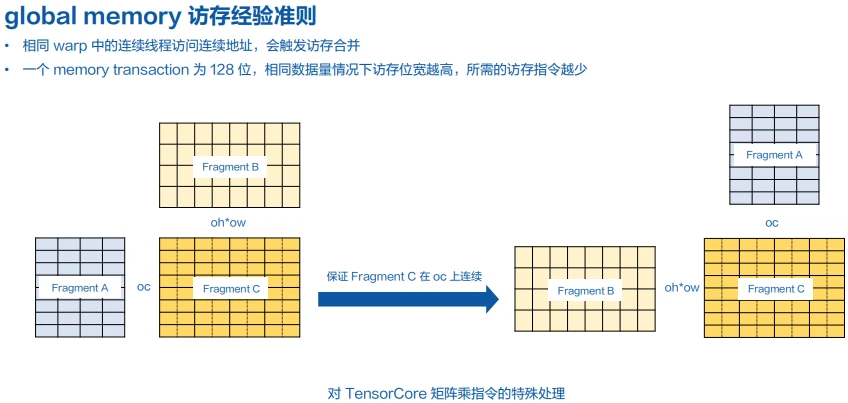 global memory 访存经验准则
• 相同 warp 中的连续线程访问连续地址，会触发访存合并
• 一个 memory transaction 为 128 位，相同数据量情况下访存位宽越高，所需的访存指令越少
Fragment B
oh*ow
Fragment A
oc
Fragment C
保证 Fragment C 在 oc 上连续
Fragment A
oc
Fragment B
oh*ow
Fragment C
对 TensorCore 矩阵乘指令的特殊处理